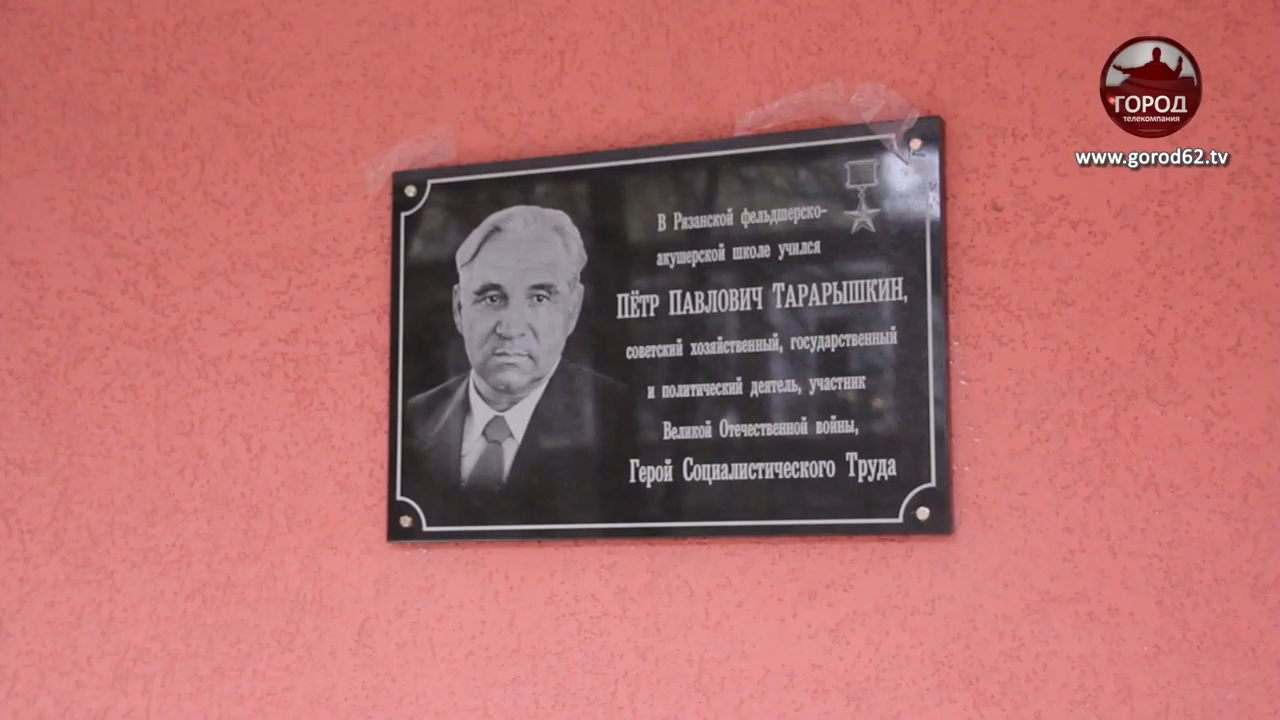 ГОРОД
телекомпания
www.gorod62.tv
В Рязанской фельдшерско-
акушерской школе учился
ПЁТР ПАВЛОВИЧ ТАРАРЫШКИН,
советский хозяйственный, государственный
и политический деятель, участник
Великой Отечественной войны,
Герой Социалистического Труда